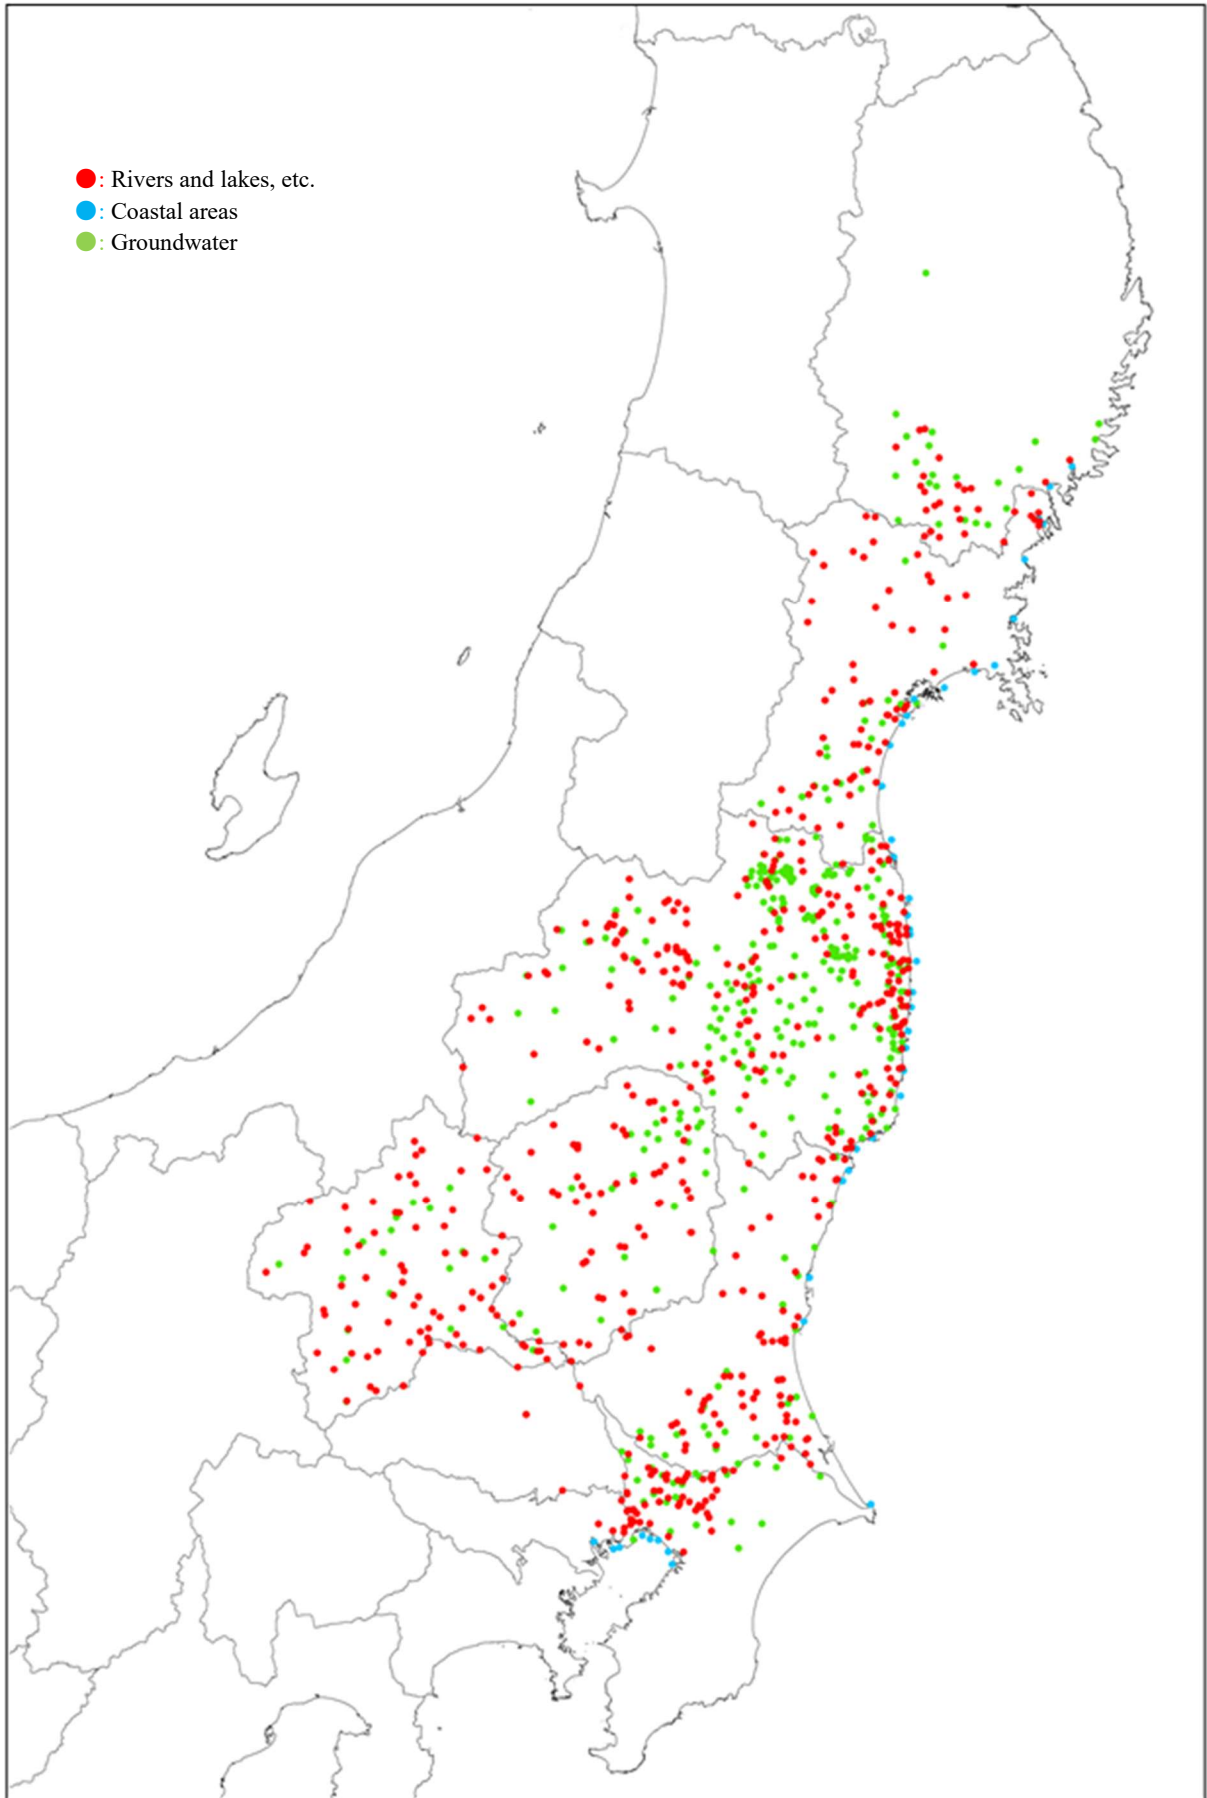 : Rivers and lakes, etc.
: Coastal areas
: Groundwater